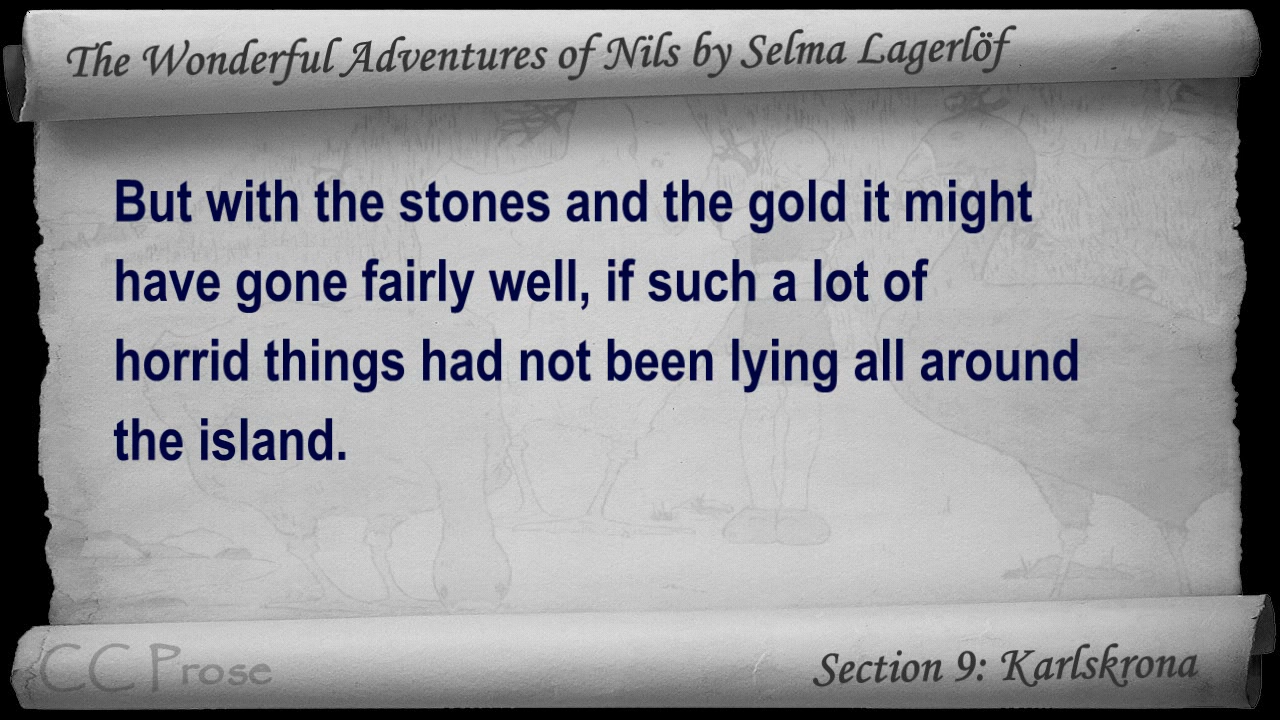 The Wonderful Adventures of Nils by Selma Lagerlöf
But with the stones and the gold it might
have gone fairly well, if such a lot of
horrid things had not been lying all around
the island.
CC Prose
Section 9: Karlskrona